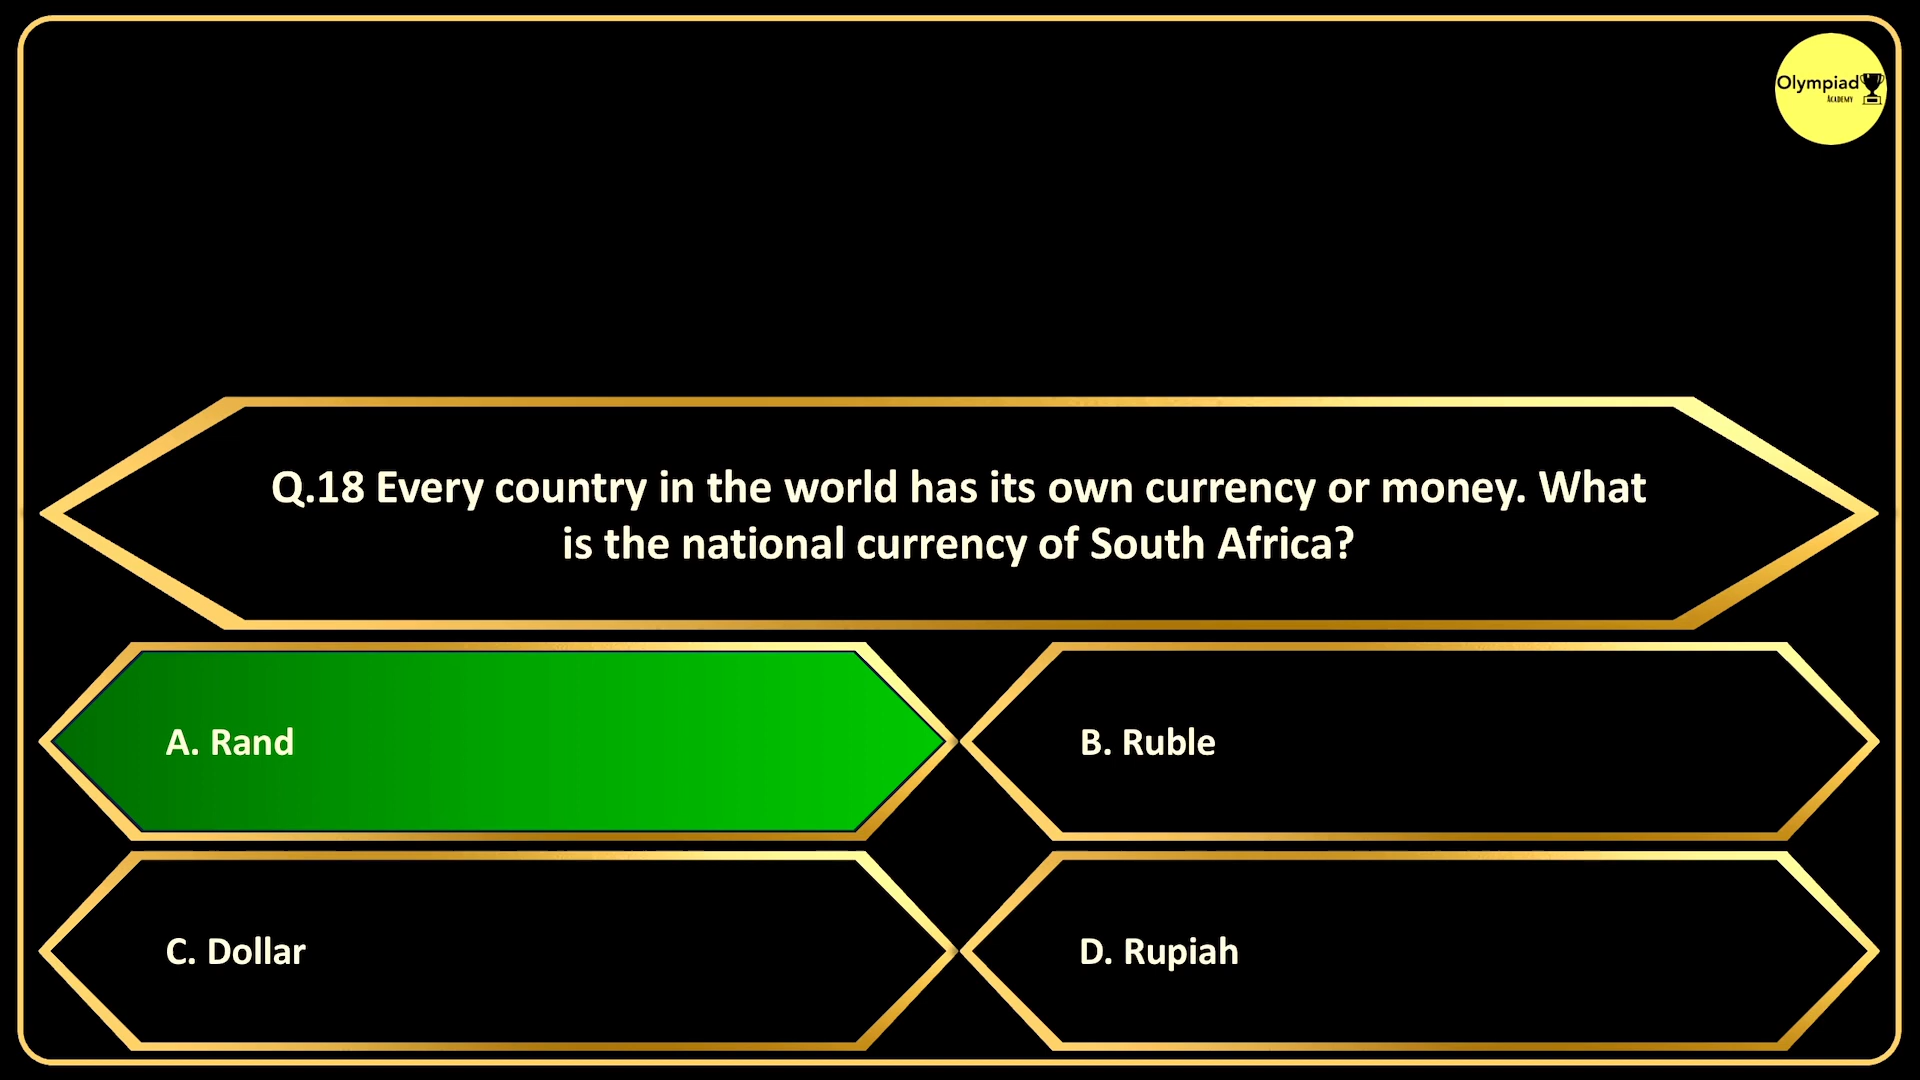 Olympiad
Academy
Q.18 Every country in the world has its own currency or money. What
is the national currency of South Africa?
A. Rand
B. Ruble
C. Dollar
D. Rupiah